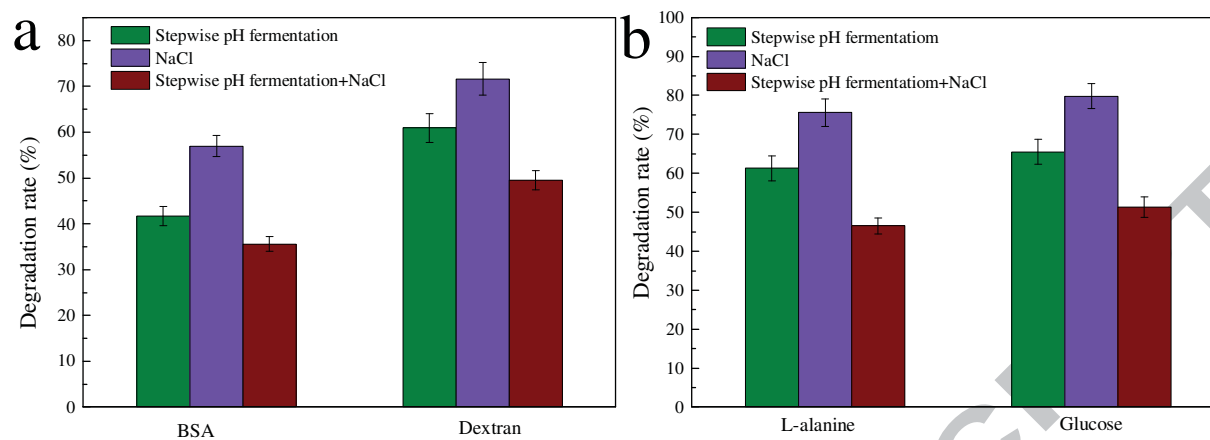 a
Stepwise pH fermentation
NaCl
Stepwise pH fermentation+NaCl
Degradation rate (%)
80
70
60
50
40
30
20
10
0
BSA
Dextran
b
Stepwise pH fermentatiom
NaCl
Stepwise pH fermentatiom+NaCl
Degradation rate (%)
100
90
80
70
60
50
40
30
20
10
0
L-alanine
Glucose